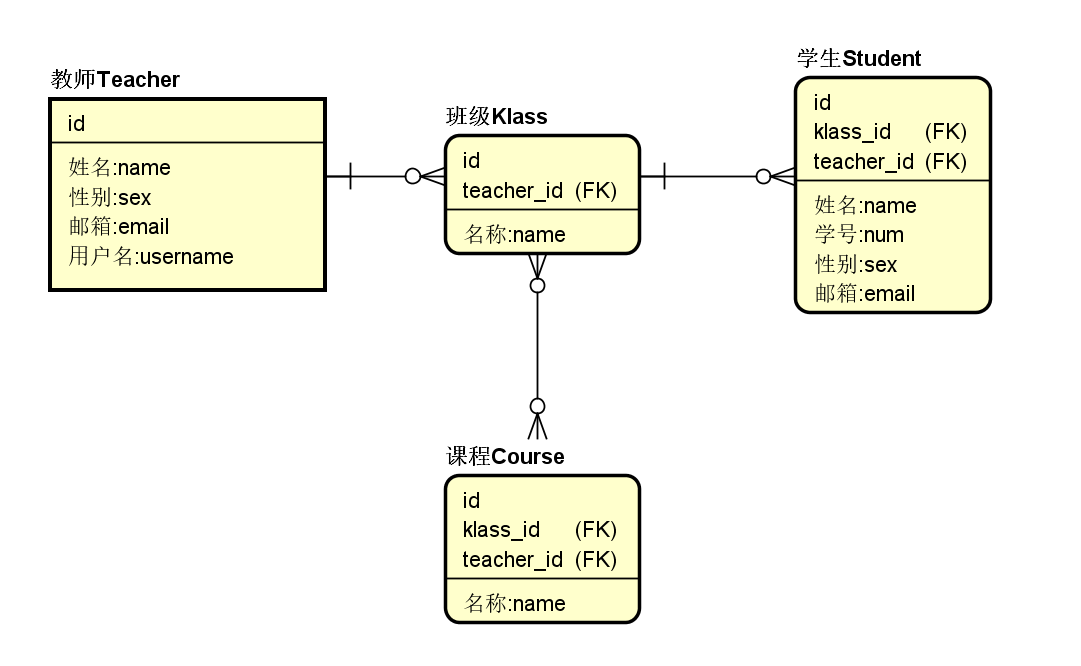 教师Teacher
id
姓名:name
性别:sex
邮箱:email
用户名:username
班级Klass
id
teacher_id (FK)
名称:name
学生Student
id
klass_id (FK)
teacher_id (FK)
姓名:name
学号:num
性别:sex
邮箱:email
课程Course
id
klass_id (FK)
teacher_id (FK)
名称:name